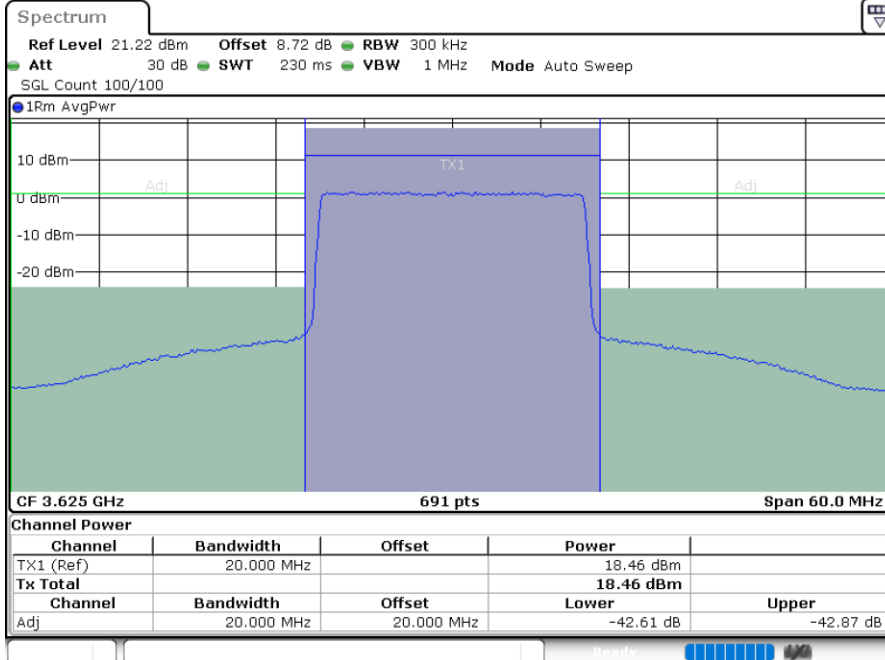 Spectrum
Ref Level 21.22 dBm Offset 8.72 dB RBW 300 kHz
Att 30 dB SWT 230 ms VBW 1 MHz Mode Auto Sweep
SGL Count 100/100
1Rm AvgPwr
10 dBm
TX1
Adj Adj
0 dBm
-10 dBm
-20 dBm
CF 3.625 GHz 691 pts Span 60.0 MHz
Channel Power
Channel Bandwidth Offset Power
TX1 (Ref) 20.000 MHz 18.46 dBm
Tx Total 18.46 dBm
Channel Bandwidth Offset Lower Upper
Adj 20.000 MHz 20.000 MHz -42.61 dB -42.87 dB
Ready